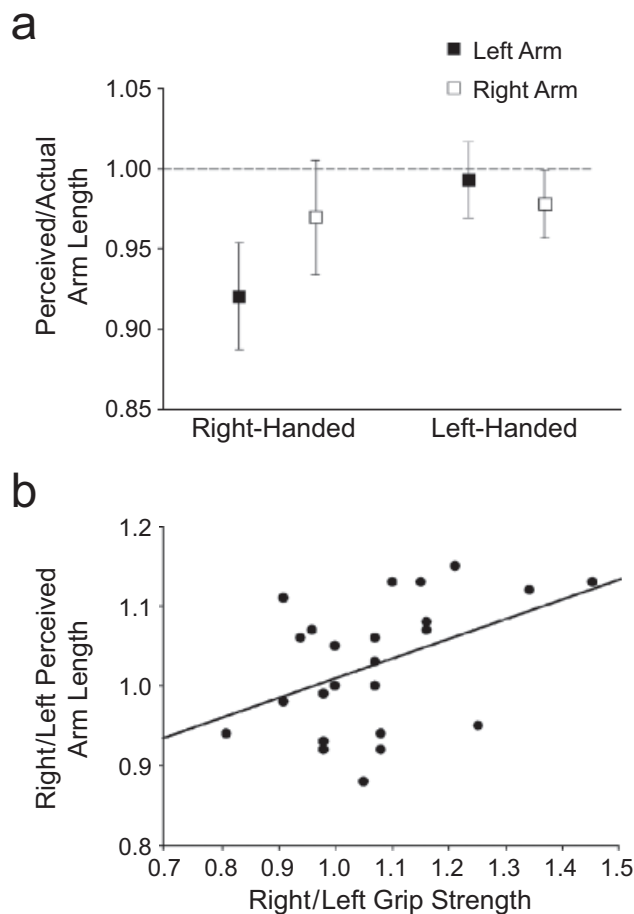 a
Left Arm
Right Arm
1.05
1.00
0.95
0.90
0.85
Perceived/Actual
Arm Length
Right-Handed
Left-Handed
b
1.2
1.1
1.0
0.9
0.8
Right/Left Perceived
Arm Length
0.7 0.8 0.9 1.0 1.1 1.2 1.3 1.4 1.5
Right/Left Grip Strength